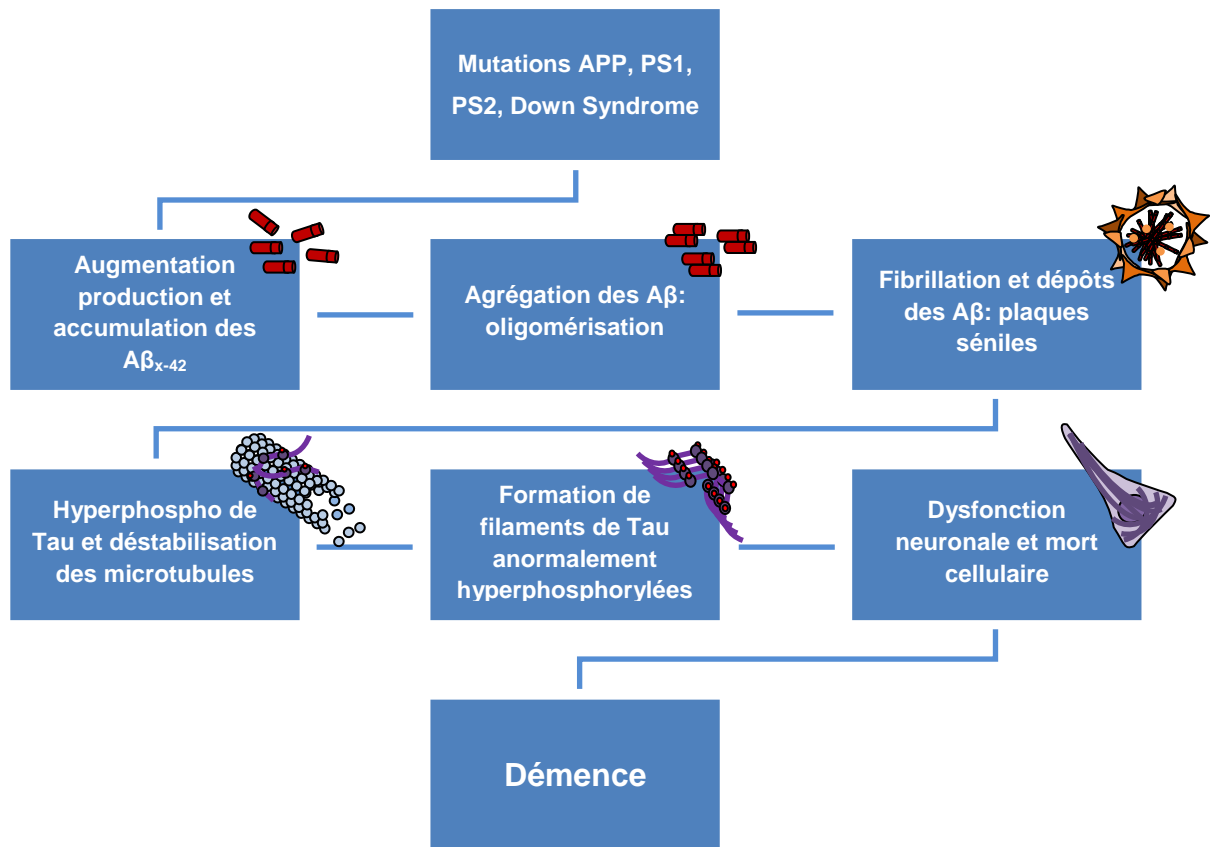 Mutations APP, PS1,
PS2, Down Syndrome
Augmentation
production et
accumulation des
Aβx-42
Agrégation des Aβ:
oligomérisation
Fibrillation et dépôts
des Aβ: plaques
séniles
Hyperphospho de
Tau et déstabilisation
des microtubules
Formation de
filaments de Tau
anormalement
hyperphosphorylées
Dysfonction
neuronale et mort
cellulaire
Démence